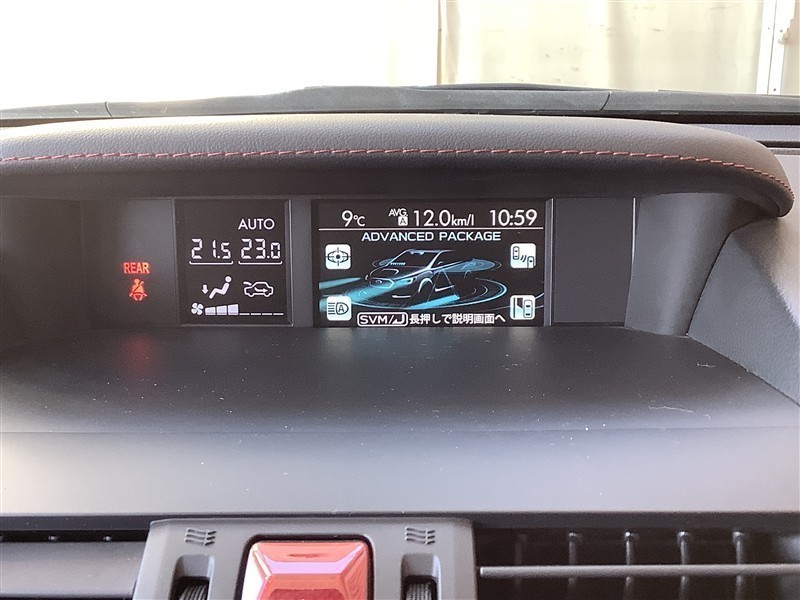 9℃ AVG A 12.0km/l 10:59
AUTO
21.5 23.0
ADVANCED PACKAGE
REAR
A
SVM/ 長押しで説明画面へ